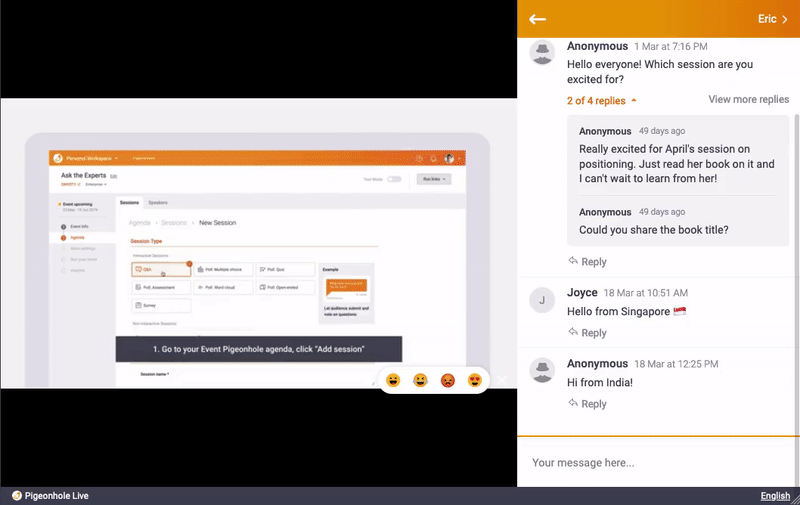 Personal Workspace
Ask the Experts Edit
Enterprise
Test Mode
Event upcoming
Sessions Speakers
Agenda > Sessions > New Session
Event info
Agenda
Session Type
Interactive Sessions
Q&A
Poll: Multiple choice
Poll: Quiz
Poll: Assessment
Poll: Word cloud
Poll: Open-ended
Survey
Example
Let audience submit and
vote on questions
1. Go to your Event Pigeonhole agenda, click "Add session"
Session name *
Eric
Anonymous 1 Mar at 7:16 PM
Hello everyone! Which session are you
excited for?
2 of 4 replies View more replies
Anonymous 49 days ago
Really excited for April's session on
positioning. Just read her book on it and
I can't wait to learn from her!
Anonymous 49 days ago
Could you share the book title?
Reply
J
Joyce 18 Mar at 10:51 AM
Hello from Singapore 🇸🇬
Reply
Anonymous 18 Mar at 12:25 PM
Hi from India!
Reply
Your message here...
Pigeonhole Live
English